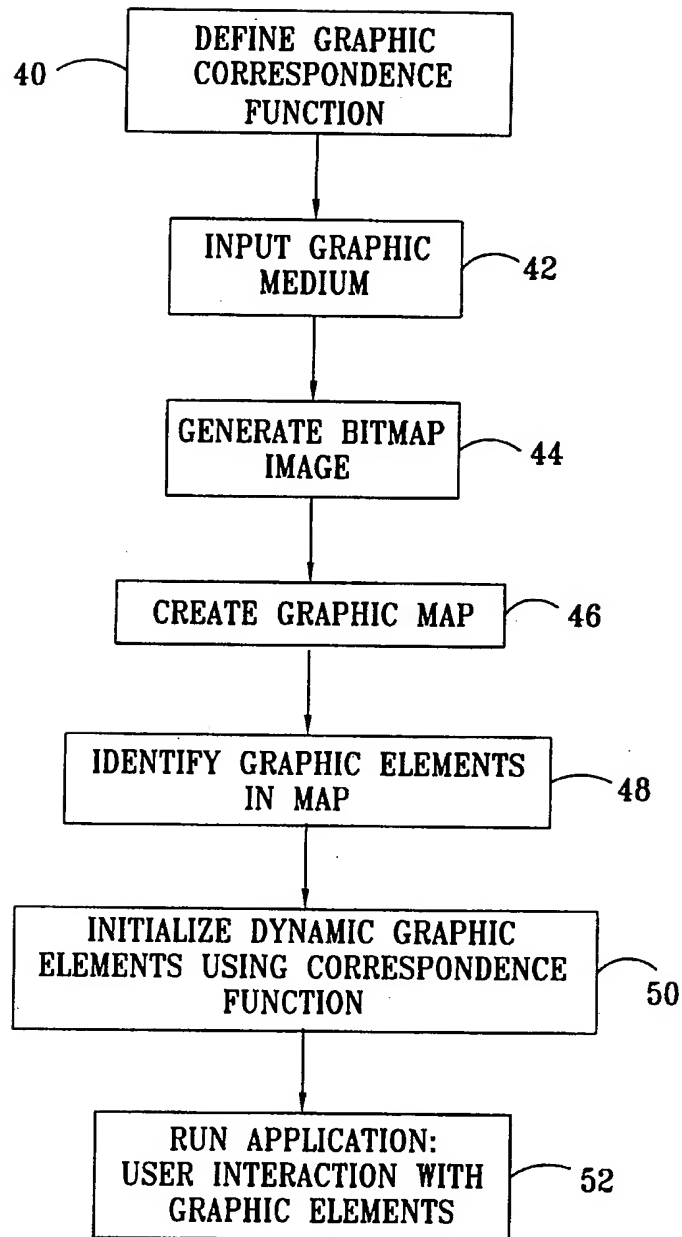 DEFINE GRAPHIC
CORRESPONDENCE
FUNCTION
40
INPUT GRAPHIC
MEDIUM
42
GENERATE BITMAP
IMAGE
44
CREATE GRAPHIC MAP
46
IDENTIFY GRAPHIC ELEMENTS
IN MAP
48
INITIALIZE DYNAMIC GRAPHIC
ELEMENTS USING CORRESPONDENCE
FUNCTION
50
RUN APPLICATION:
USER INTERACTION WITH
GRAPHIC ELEMENTS
52